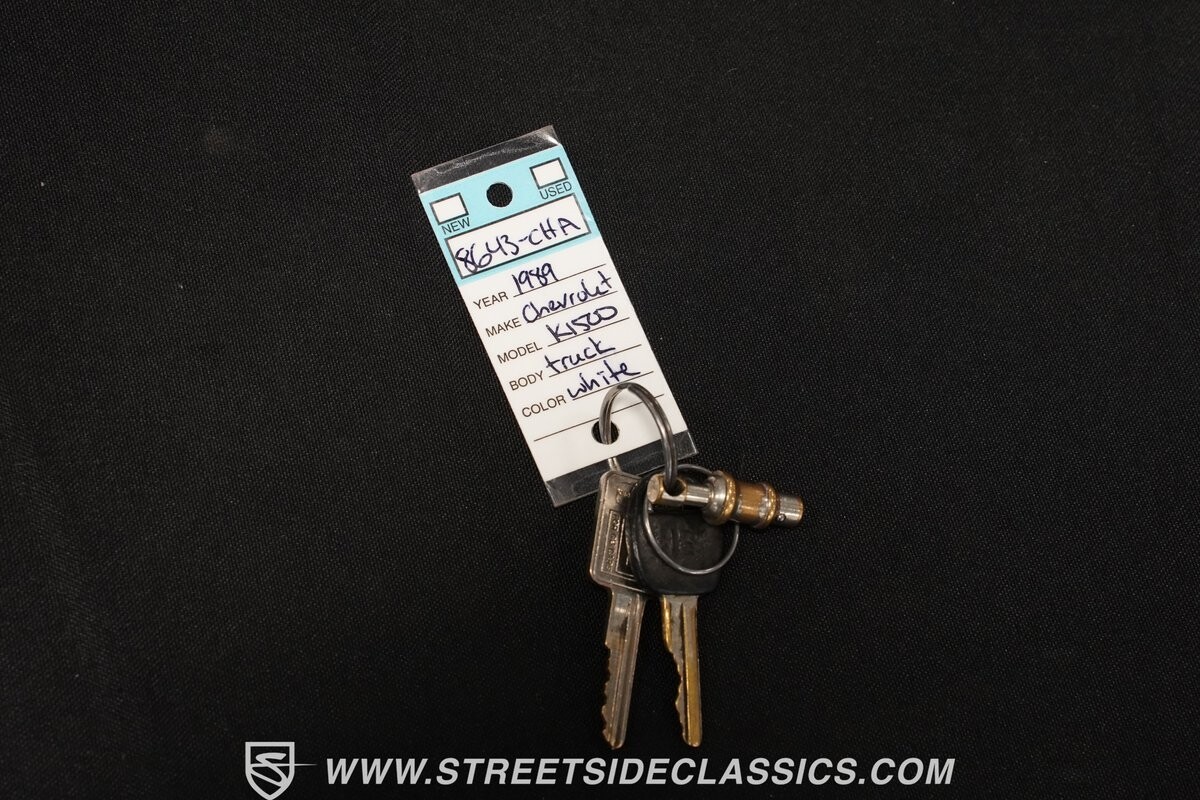 NEW USED
8643-CHA
YEAR 1989
MAKE Chevrolet
MODEL K1500
BODY truck
COLOR white
WWW.STREETSIDECLASSICS.COM